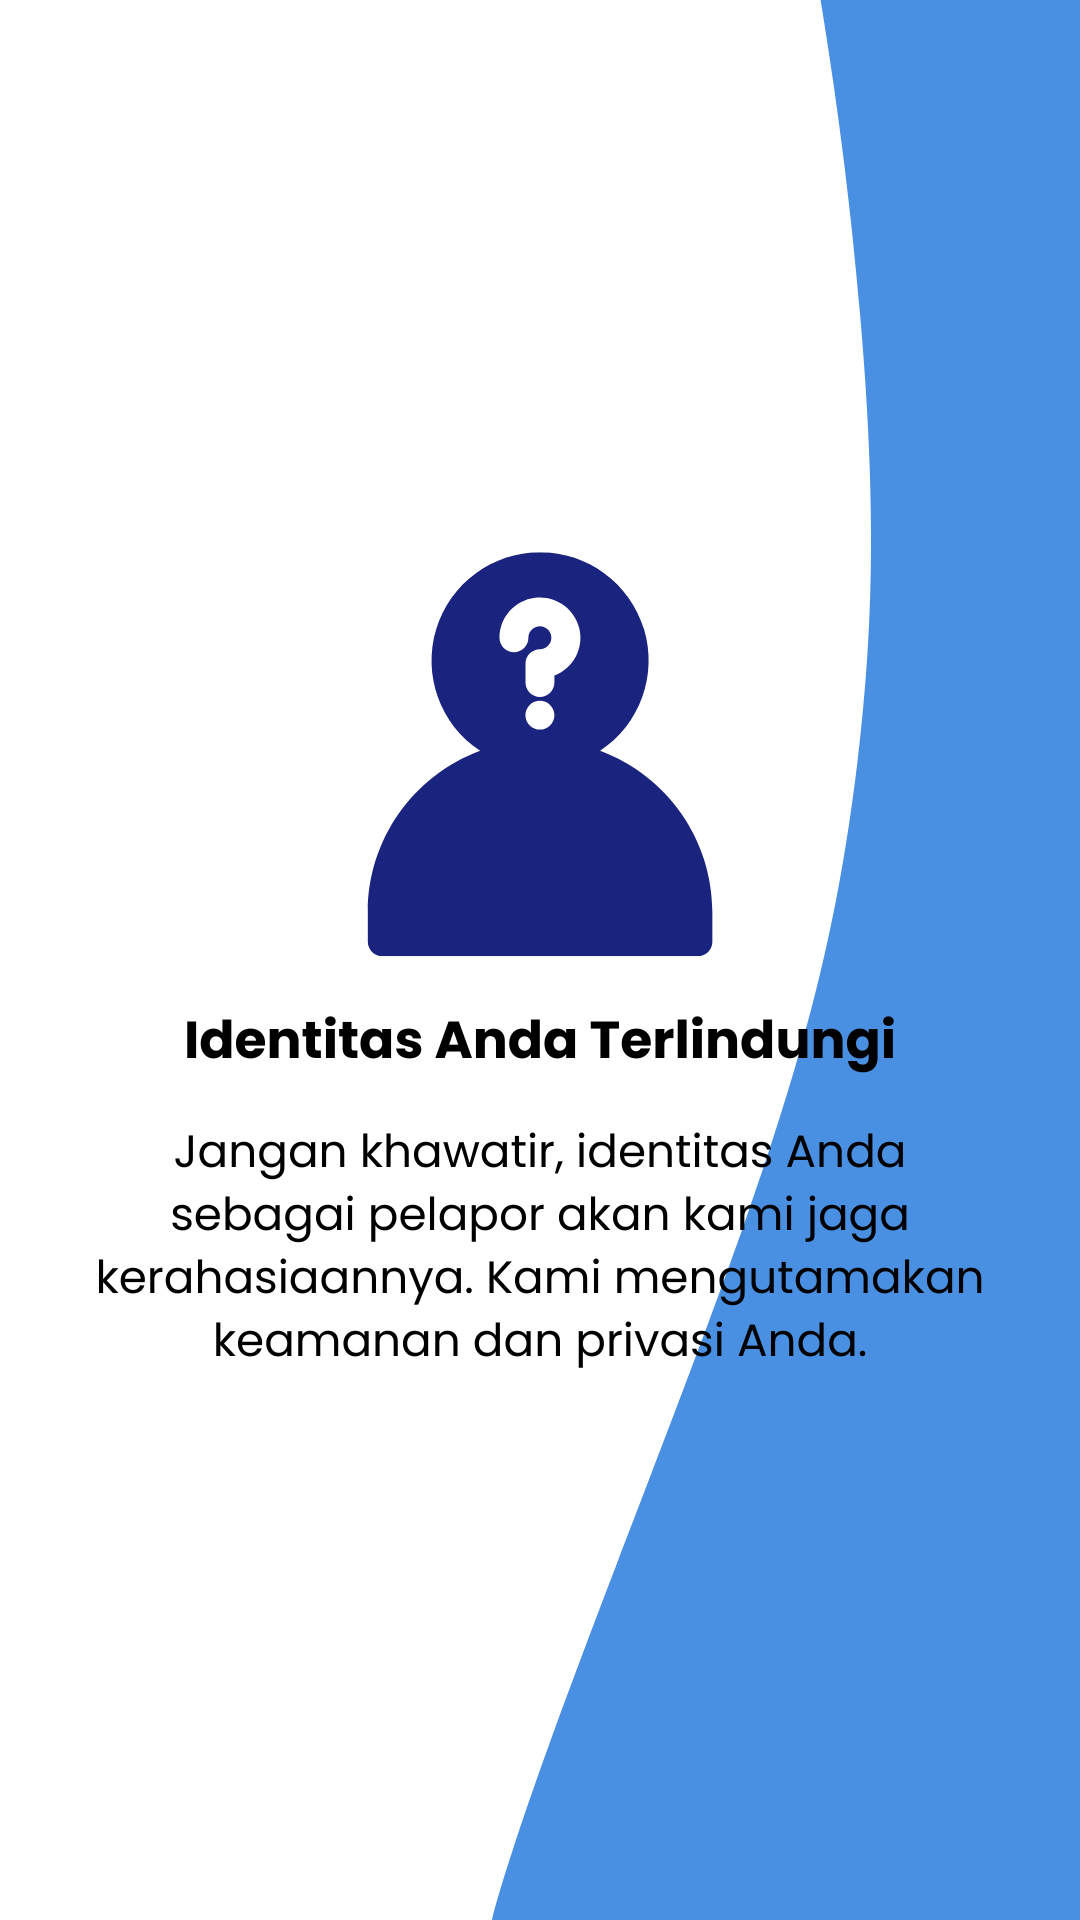 ?
Identitas Anda Terlindungi
Jangan khawatir, identitas Anda
sebagai pelapor akan kami jaga
kerahasiaannya. Kami mengutamakan
keamanan dan privasi Anda.